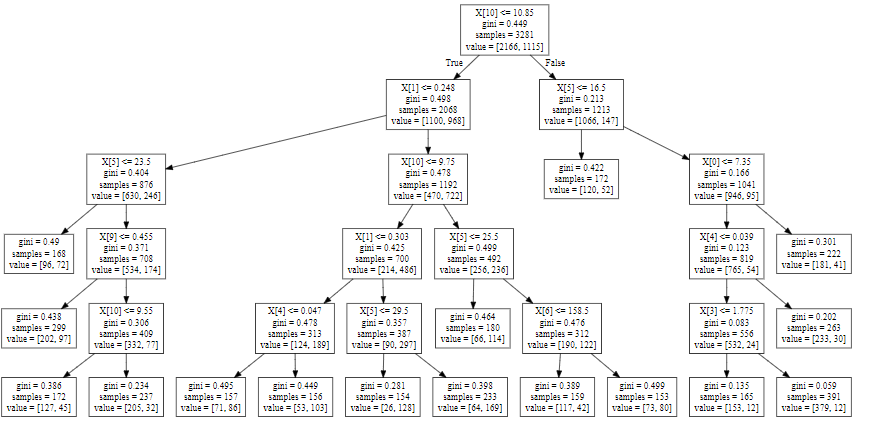 X[10] <= 10.85
gini = 0.449
samples = 3281
value = [2166, 1115]
True
False
X[1] <= 0.248
gini = 0.498
samples = 2068
value = [1100, 968]
X[5] <= 16.5
gini = 0.213
samples = 1213
value = [1066, 147]
X[5] <= 23.5
gini = 0.404
samples = 876
value = [630, 246]
X[10] <= 9.75
gini = 0.478
samples = 1192
value = [470, 722]
gini = 0.422
samples = 172
value = [120, 52]
X[0] <= 7.35
gini = 0.166
samples = 1041
value = [946, 95]
gini = 0.49
samples = 168
value = [96, 72]
X[9] <= 0.455
gini = 0.371
samples = 708
value = [534, 174]
X[1] <= 0.303
gini = 0.425
samples = 700
value = [214, 486]
X[5] <= 25.5
gini = 0.499
samples = 492
value = [256, 236]
X[4] <= 0.039
gini = 0.123
samples = 819
value = [765, 54]
gini = 0.301
samples = 222
value = [181, 41]
gini = 0.438
samples = 299
value = [202, 97]
X[10] <= 9.55
gini = 0.306
samples = 409
value = [332, 77]
X[4] <= 0.047
gini = 0.478
samples = 313
value = [124, 189]
X[5] <= 29.5
gini = 0.357
samples = 387
value = [90, 297]
gini = 0.464
samples = 180
value = [66, 114]
X[6] <= 158.5
gini = 0.476
samples = 312
value = [190, 122]
X[3] <= 1.775
gini = 0.083
samples = 556
value = [532, 24]
gini = 0.202
samples = 263
value = [233, 30]
gini = 0.386
samples = 172
value = [127, 45]
gini = 0.234
samples = 237
value = [205, 32]
gini = 0.495
samples = 157
value = [71, 86]
gini = 0.449
samples = 156
value = [53, 103]
gini = 0.281
samples = 154
value = [26, 128]
gini = 0.398
samples = 233
value = [64, 169]
gini = 0.389
samples = 159
value = [117, 42]
gini = 0.499
samples = 153
value = [73, 80]
gini = 0.135
samples = 165
value = [153, 12]
gini = 0.059
samples = 391
value = [379, 12]